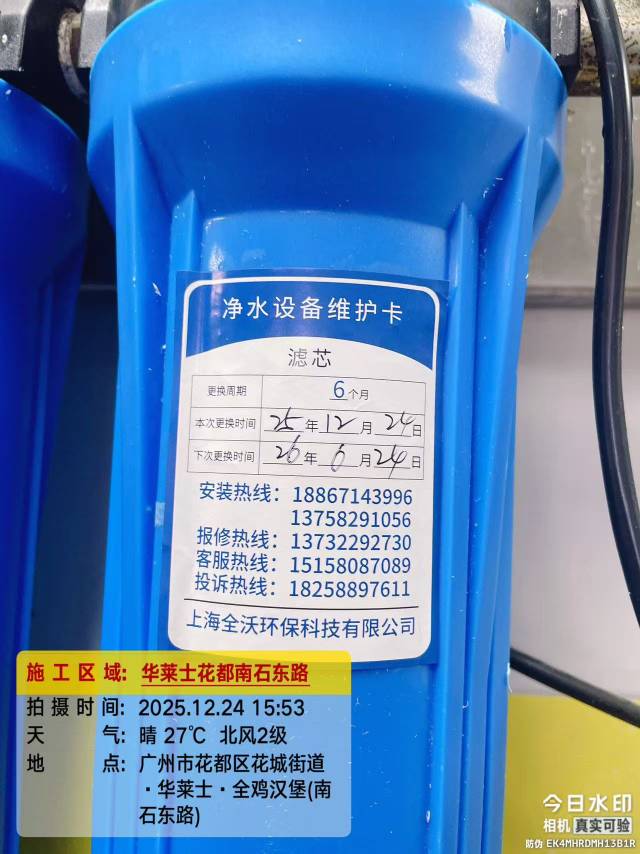 净水设备维护卡
滤芯
更换周期 6个月
本次更换时间 25年12月24日
下次更换时间 26年6月24日
安装热线：18867143996
13758291056
报修热线：13732292730
客服热线：15158087089
投诉热线：18258897611
上海全沃环保科技有限公司
施工区域：华莱士花都南石东路
拍摄时间：2025.12.24 15:53
天气：晴 27℃ 北风2级
地点：广州市花都区花城街道
·华莱士·全鸡汉堡(南
石东路)
今日水印
相机 真实可验
防伪 EK4MHRDMH13B1R